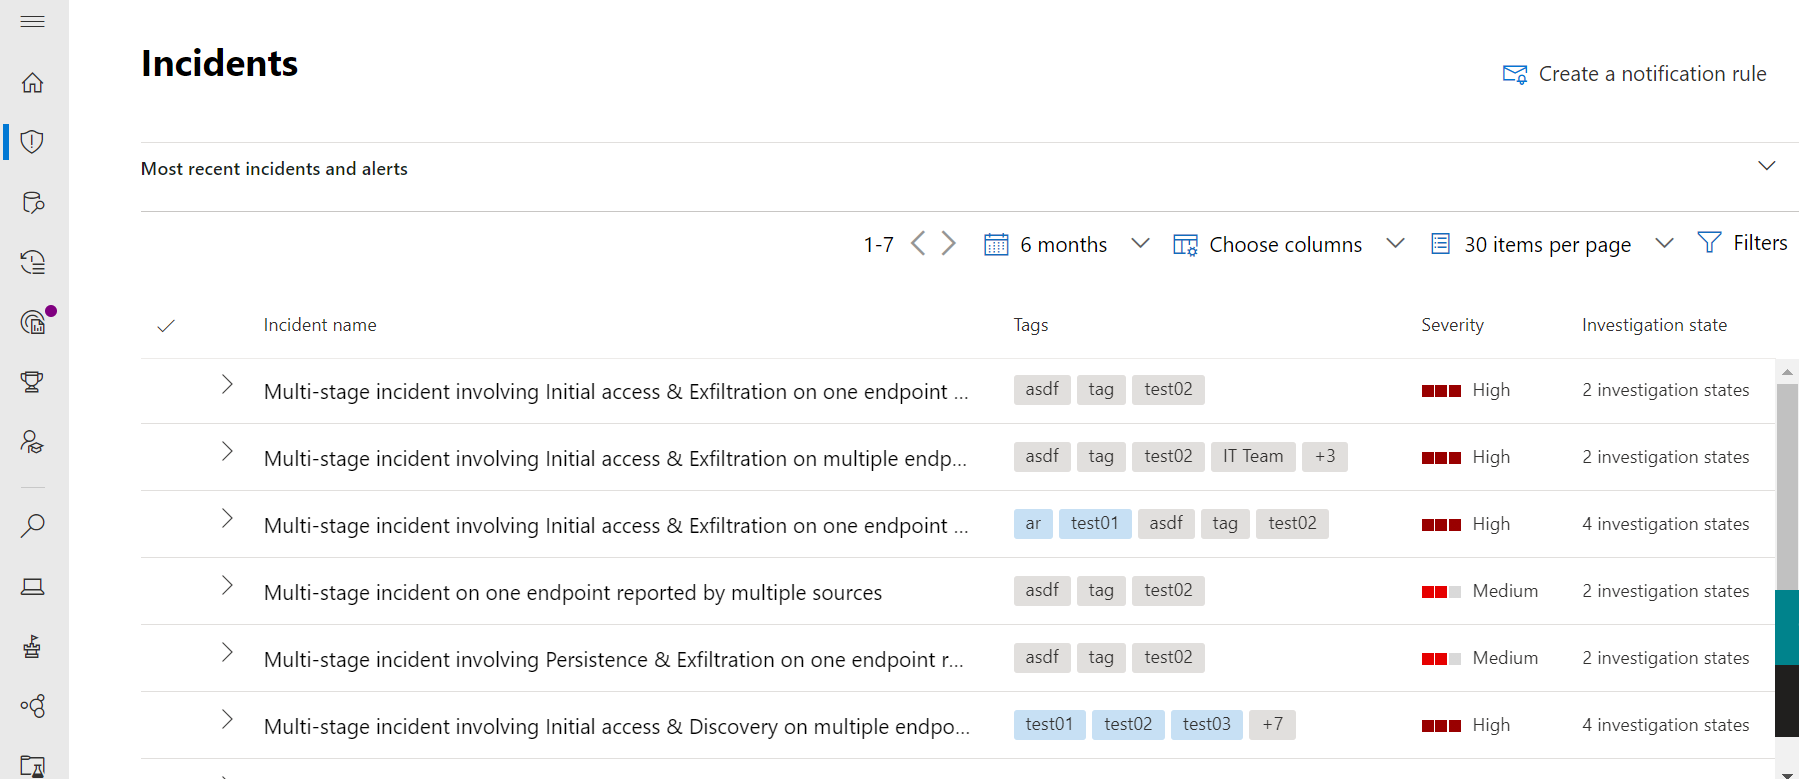 Incidents
Create a notification rule
Most recent incidents and alerts
1-7 6 months Choose columns 30 items per page Filters
Incident name Tags Severity Investigation state
Multi-stage incident involving Initial access & Exfiltration on one endpoint ... asdf tag test02 High 2 investigation states
Multi-stage incident involving Initial access & Exfiltration on multiple endp... asdf tag test02 IT Team +3 High 2 investigation states
Multi-stage incident involving Initial access & Exfiltration on one endpoint ... ar test01 asdf tag test02 High 4 investigation states
Multi-stage incident on one endpoint reported by multiple sources asdf tag test02 Medium 2 investigation states
Multi-stage incident involving Persistence & Exfiltration on one endpoint r... asdf tag test02 Medium 2 investigation states
Multi-stage incident involving Initial access & Discovery on multiple endpo... test01 test02 test03 +7 High 4 investigation states